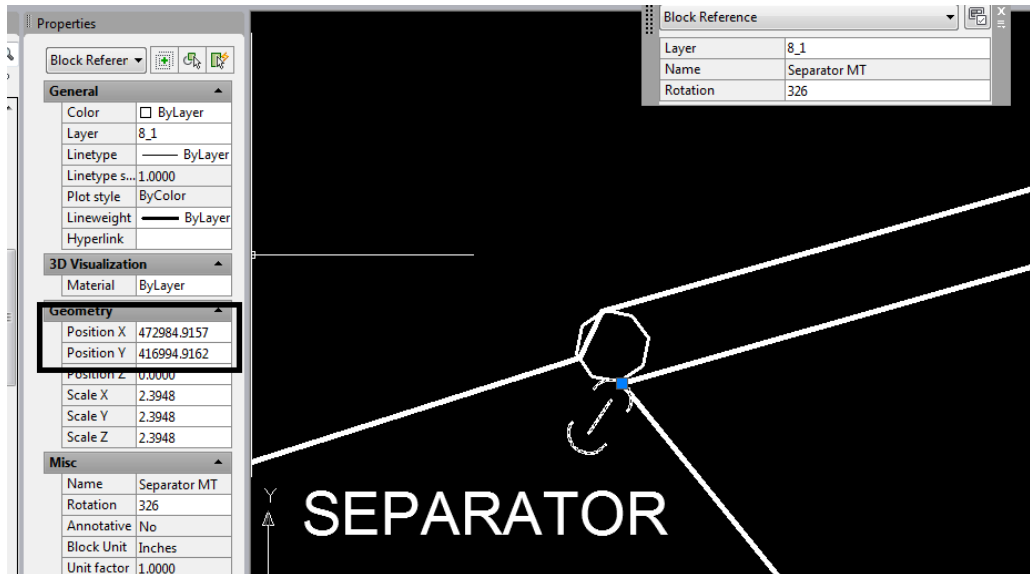 Properties
Block Referer
General
Color ByLayer
Layer 8_1
Linetype ByLayer
Linetype s... 1.0000
Plot style ByColor
Lineweight ByLayer
Hyperlink
3D Visualization
Material ByLayer
Geometry
Position X 472984.9157
Position Y 416994.9162
Position Z 0.0000
Scale X 2.3948
Scale Y 2.3948
Scale Z 2.3948
Misc
Name Separator MT
Rotation 326
Annotative No
Block Unit Inches
Unit factor 1.0000
Block Reference
Layer 8_1
Name Separator MT
Rotation 326
Y
SEPARATOR